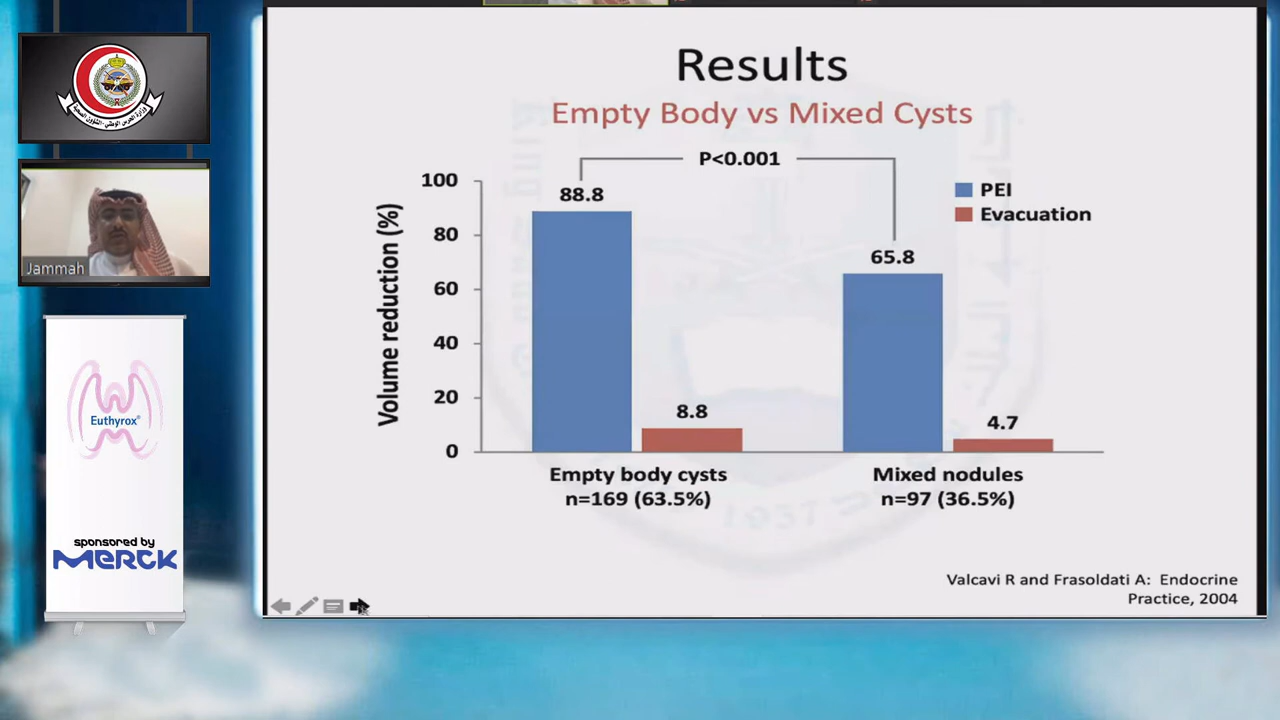 Results
Empty Body vs Mixed Cysts
P<0.001
PEI
Evacuation
Volume reduction (%)
100
80
60
40
20
0
88.8
8.8
65.8
4.7
Empty body cysts
n=169 (63.5%)
Mixed nodules
n=97 (36.5%)
Valcavi R and Frasoldati A: Endocrine
Practice, 2004
Jammah
Euthyrox®
sponsored by
MERCK
1957